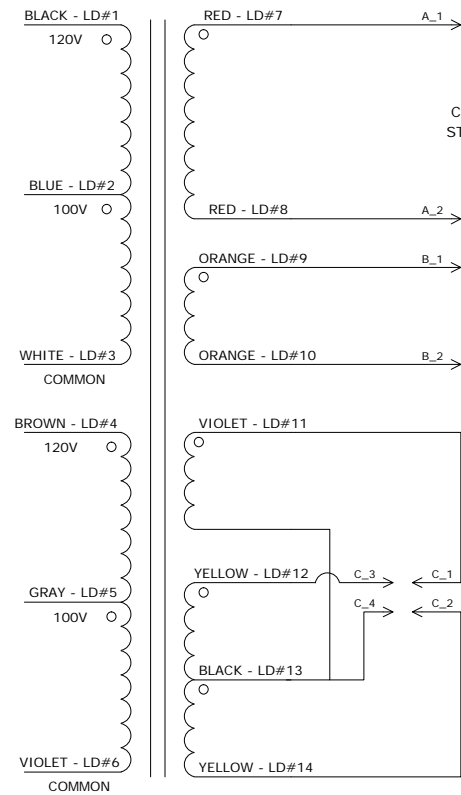 BLACK - LD#1
120V
BLUE - LD#2
100V
WHITE - LD#3
COMMON
BROWN - LD#4
120V
GRAY - LD#5
100V
VIOLET - LD#6
COMMON
RED - LD#7
A_1
RED - LD#8
A_2
ORANGE - LD#9
B_1
ORANGE - LD#10
B_2
VIOLET - LD#11
YELLOW - LD#12
C_3
C_1
C_4
C_2
BLACK - LD#13
YELLOW - LD#14